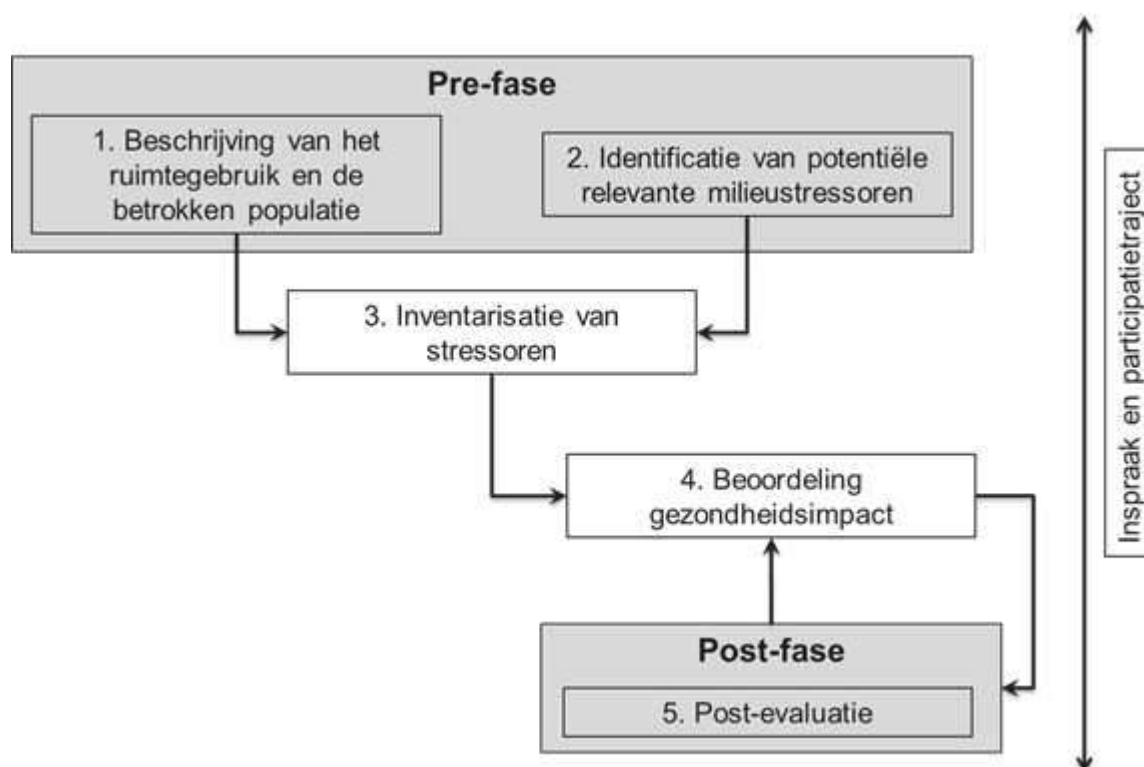 Pre-fase
1. Beschrijving van het
ruimtegebruik en de
betrokken populatie
2. Identificatie van potentiële
relevante milieustressoren
3. Inventarisatie van
stressoren
4. Beoordeling
gezondheidsimpact
Post-fase
5. Post-evaluatie
Inspraak en participatietraject